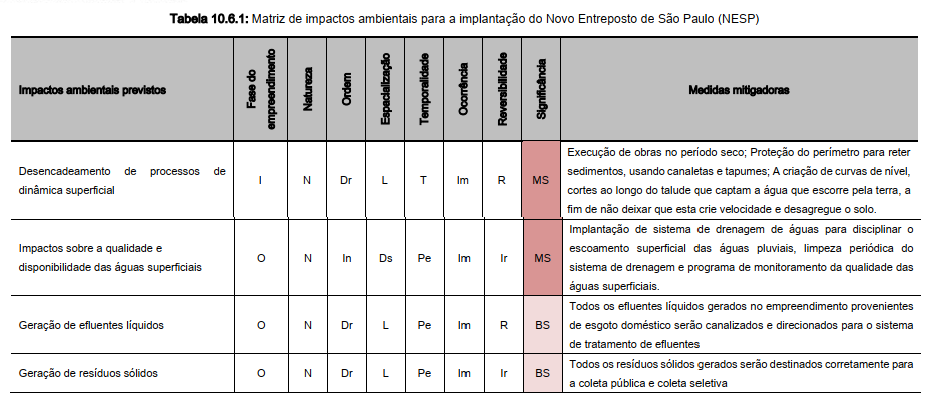 Tabela 10.6.1: Matriz de impactos ambientais para a implantação do Novo Entreposto de São Paulo (NESP)
Impactos ambientais previstos
Fase do
empreendimento
Natureza
Ordem
Especialização
Temporalidade
Ocorrência
Reversibilidade
Significância
Medidas mitigadoras
Desencadeamento de processos de
dinâmica superficial
I N Dr L T Im R MS
Execução de obras no período seco; Proteção do perímetro para reter
sedimentos, usando canaletas e tapumes; A criação de curvas de nível,
cortes ao longo do talude que captam a água que escorre pela terra, a
fim de não deixar que esta crie velocidade e desagregue o solo.
Impactos sobre a qualidade e
disponibilidade das águas superficiais
O N In Ds Pe Im Ir MS
Implantação de sistema de drenagem de águas para disciplinar o
escoamento superficial das águas pluviais, limpeza periódica do
sistema de drenagem e programa de monitoramento da qualidade das
águas superficiais.
Geração de efluentes líquidos
O N Dr L Pe Im R BS
Todos os efluentes líquidos gerados no empreendimento provenientes
de esgoto doméstico serão canalizados e direcionados para o sistema
de tratamento de efluentes
Geração de resíduos sólidos
O N Dr L Pe Im Ir BS
Todos os resíduos sólidos gerados serão destinados corretamente para
a coleta pública e coleta seletiva